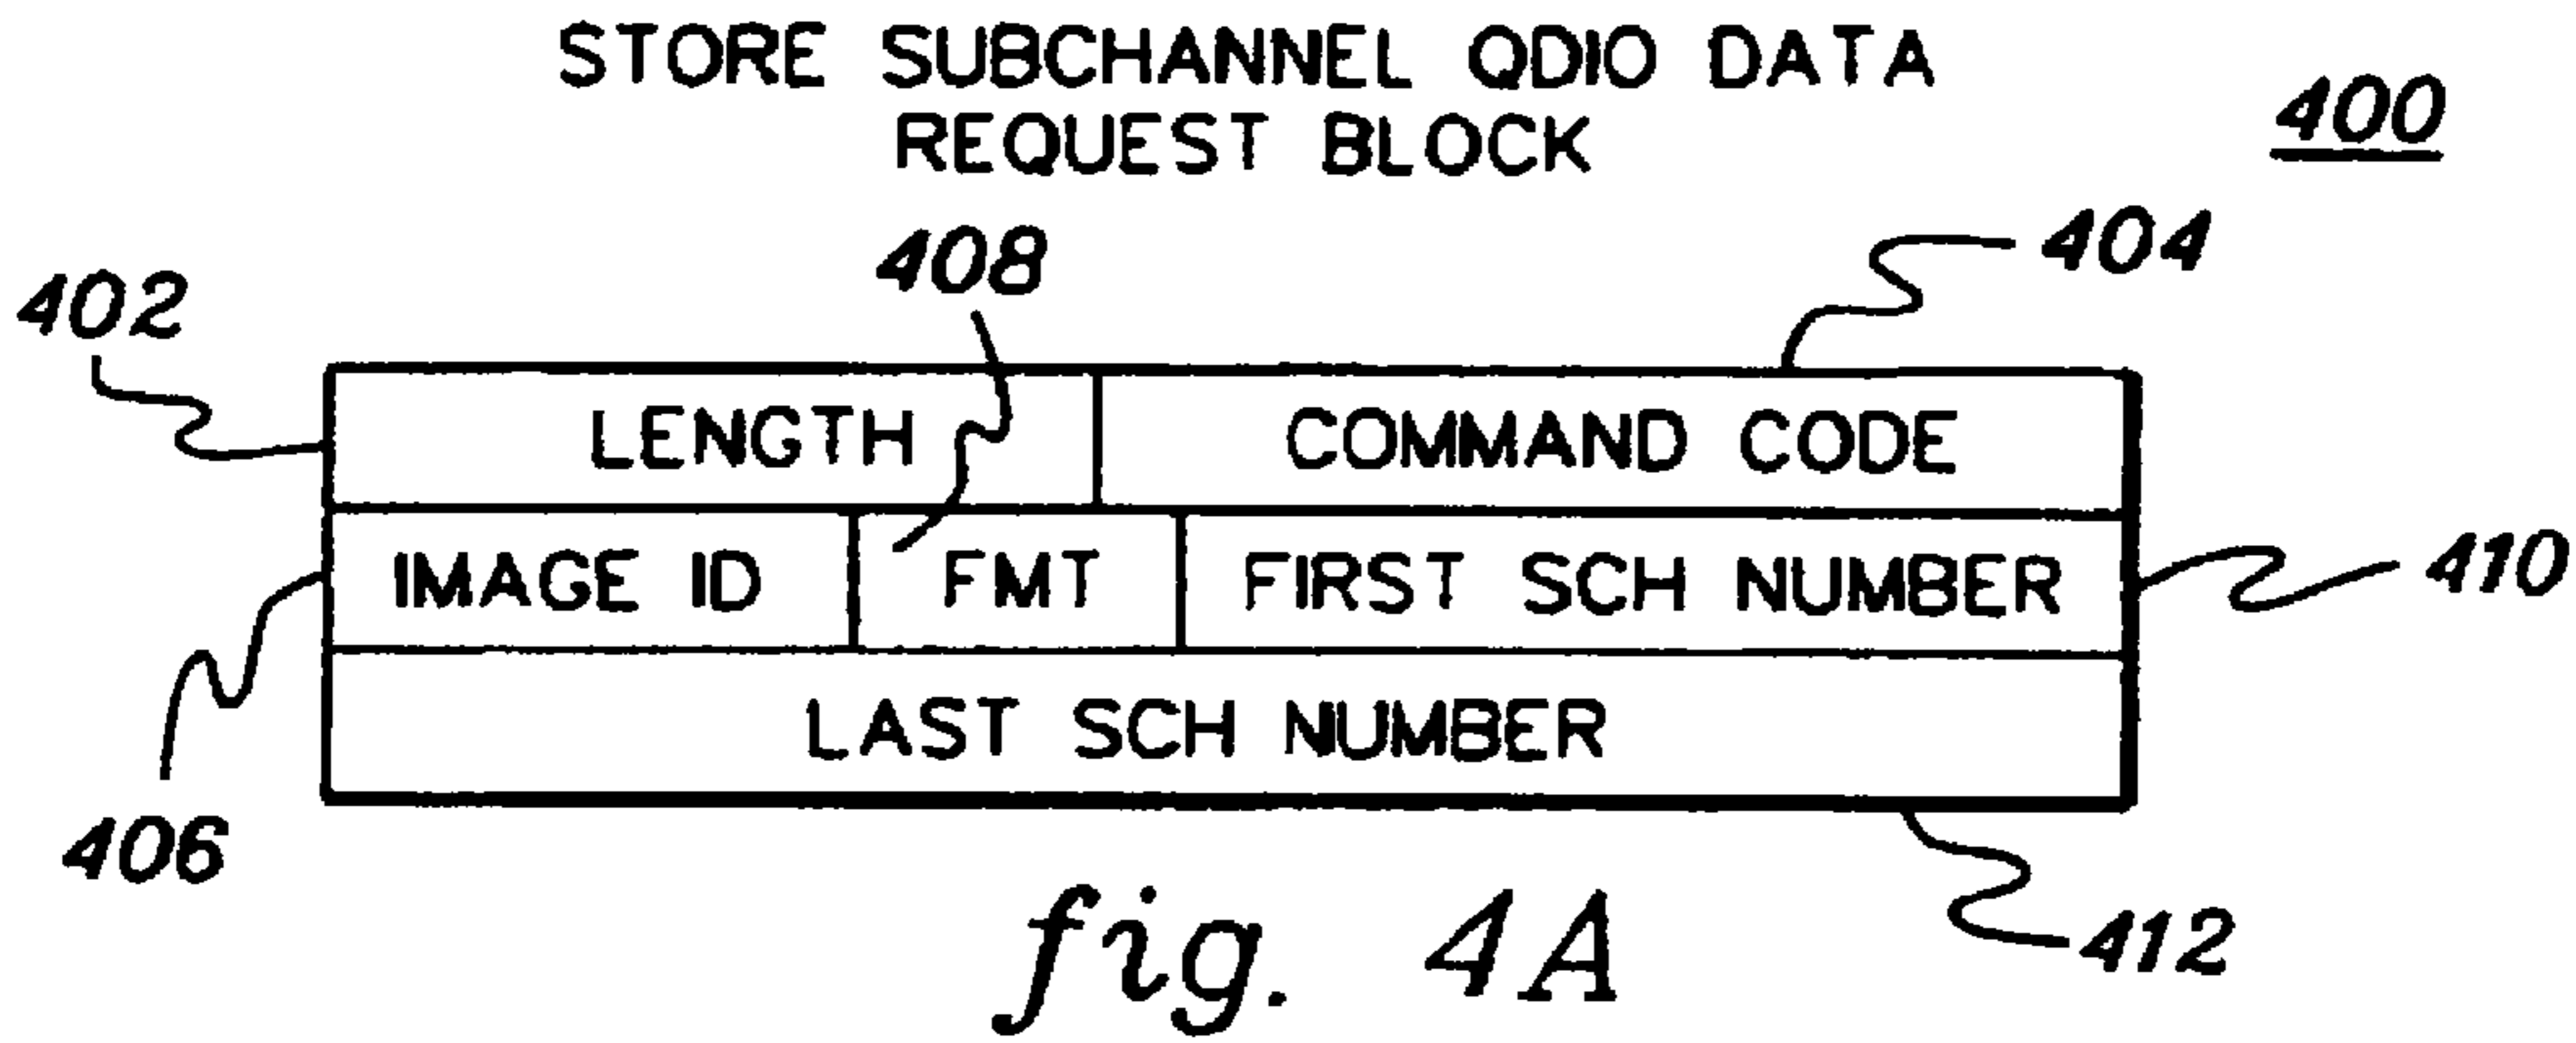 STORE SUBCHANNEL QDIO DATA
REQUEST BLOCK
400
402
408
404
LENGTH
COMMAND CODE
IMAGE ID
FMT
FIRST SCH NUMBER
410
LAST SCH NUMBER
406
412
fig. 4A